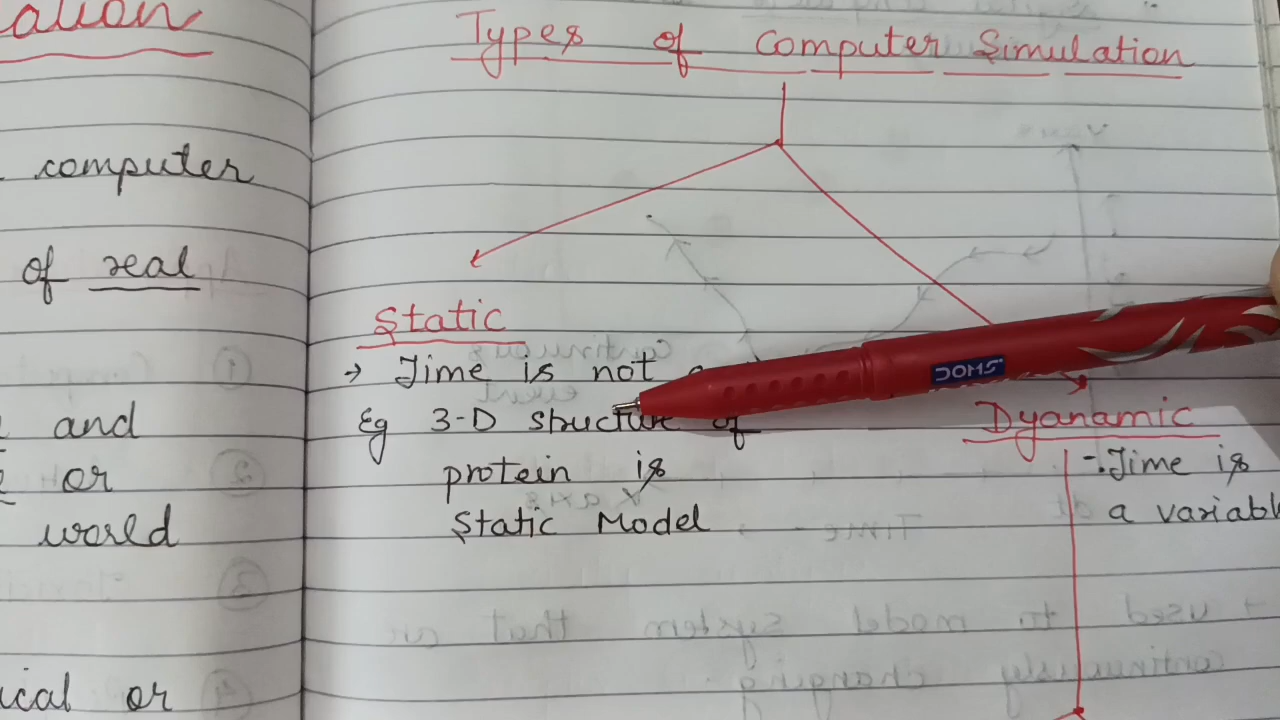 ation
computer
of real
and
or
world
ical or
Types of Computer Simulation
Static
→ Time is not
Eg 3-D structure of
protein is
Static Model
DOMS
Dyanamic
- Time is
a variabl